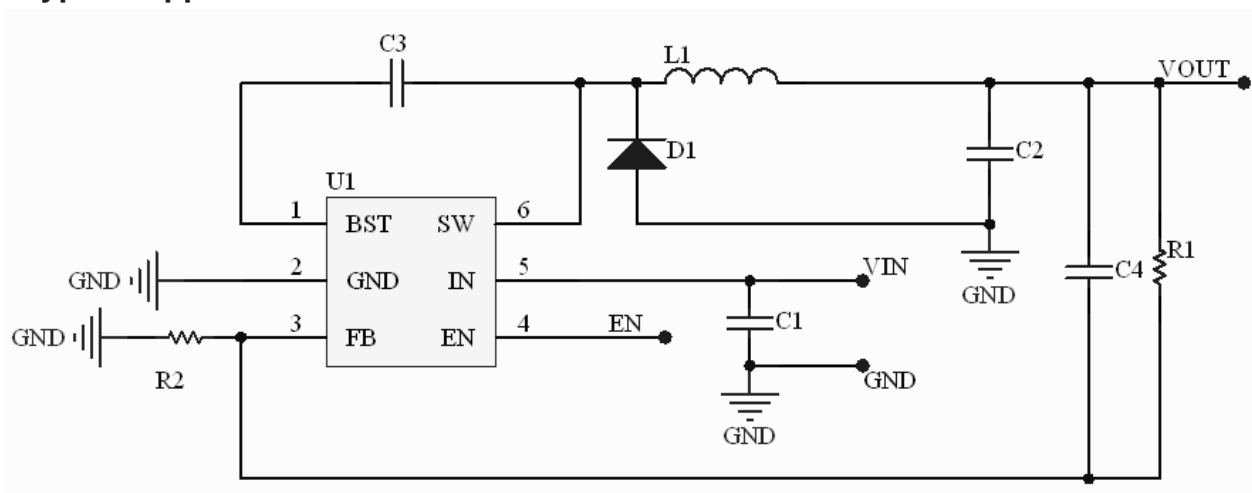 C3
L1
VOUT
D1
C2
U1
1 BST SW 6
GND 2 GND IN 5 VIN
GND 3 FB EN 4 EN
R2
C1
GND
GND
GND
C4
R1